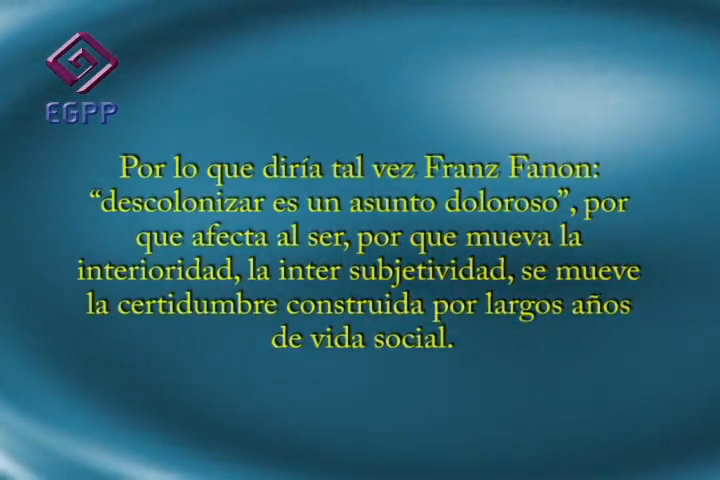 EGPP
Por lo que diría tal vez Franz Fanon:
“descolonizar es un asunto doloroso”, por
que afecta al ser, por que mueva la
interioridad, la inter subjetividad, se mueve
la certidumbre construida por largos años
de vida social.